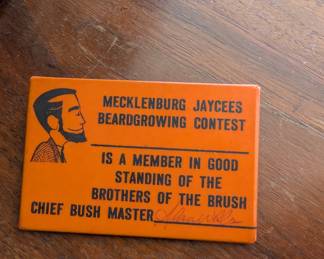 MECKLENBURG JAYCEES
BEARDGROWING CONTEST
IS A MEMBER IN GOOD
STANDING OF THE
BROTHERS OF THE BRUSH
CHIEF BUSH MASTER